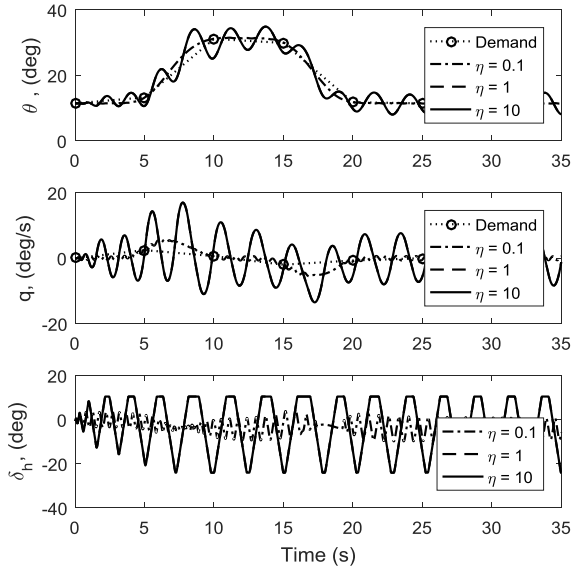 40
20
0
θ , (deg)
0 5 10 15 20 25 30 35
Demand
η = 0.1
η = 1
η = 10
20
0
-20
q, (deg/s)
0 5 10 15 20 25 30 35
Demand
η = 0.1
η = 1
η = 10
20
0
-20
-40
δh, (deg)
0 5 10 15 20 25 30 35
η = 0.1
η = 1
η = 10
Time (s)